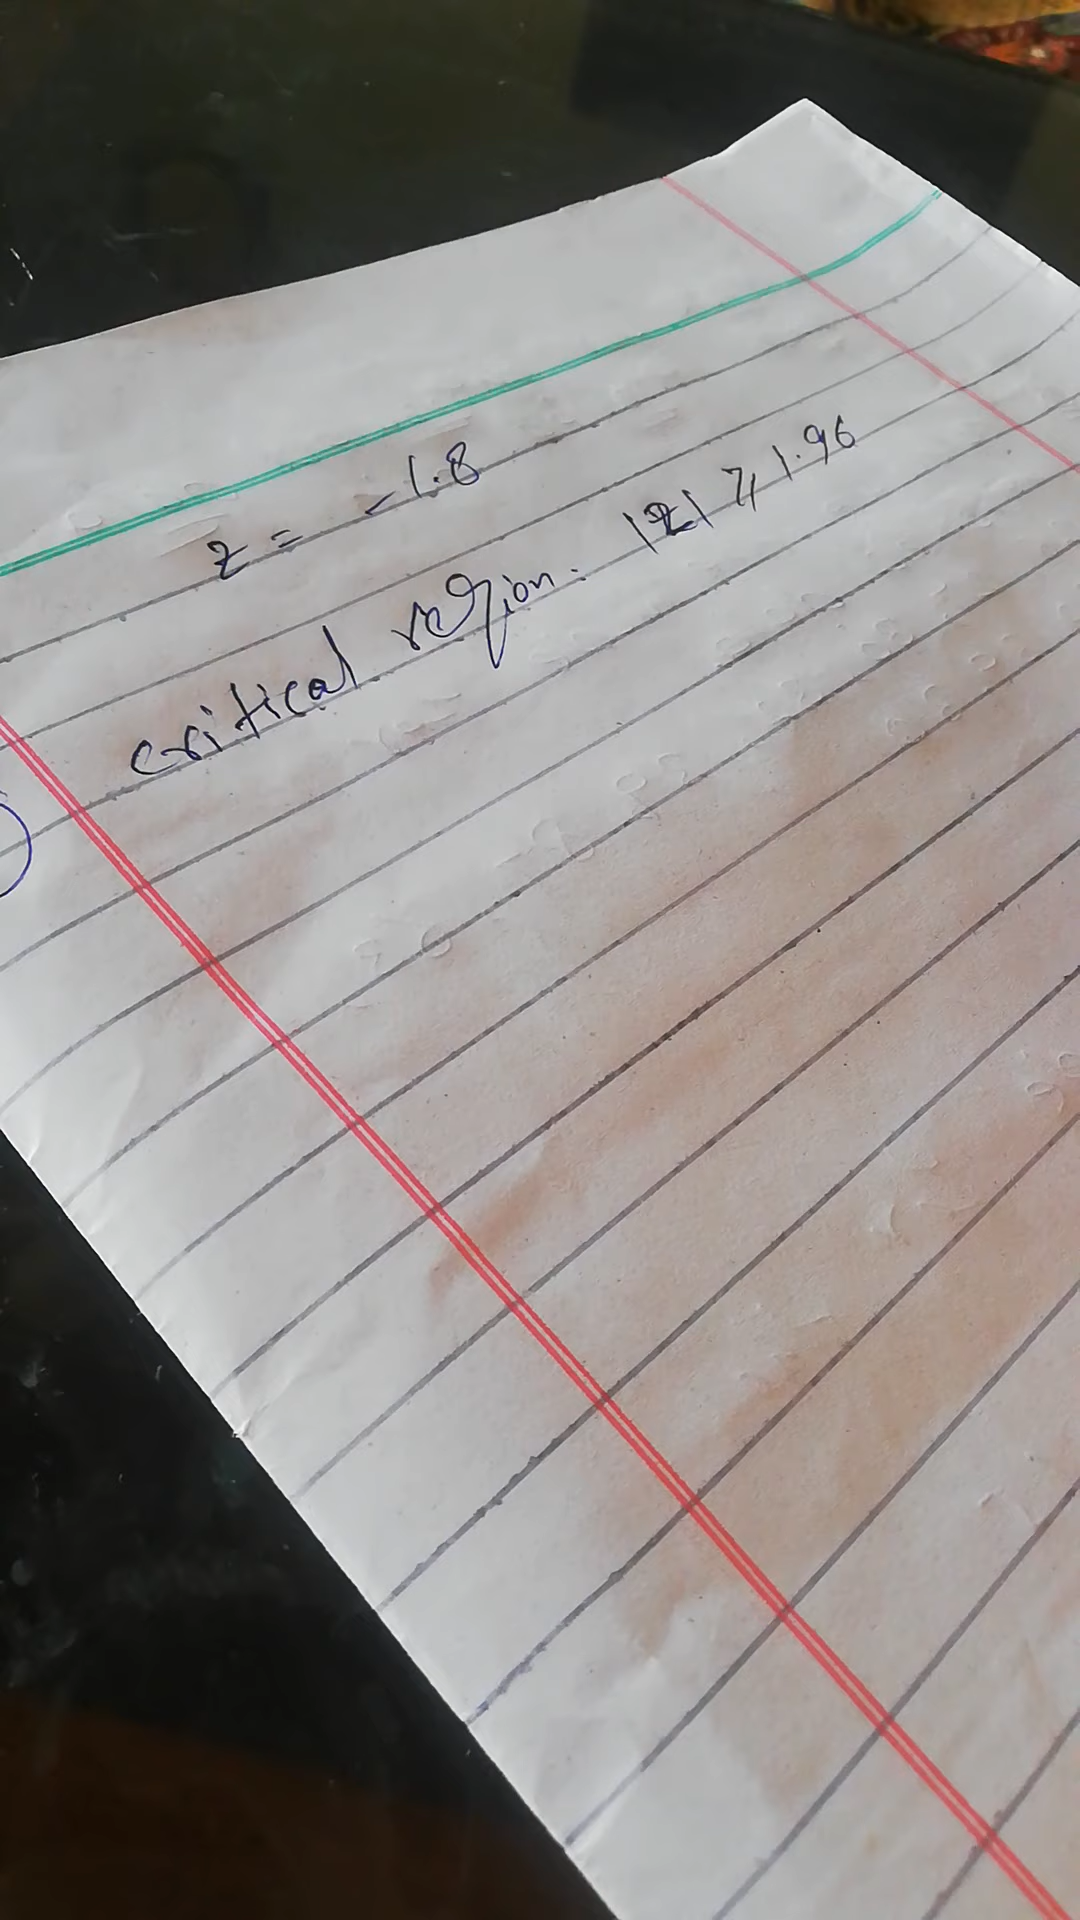 z = -1.8
critical region. |z| ⩾ 1.96